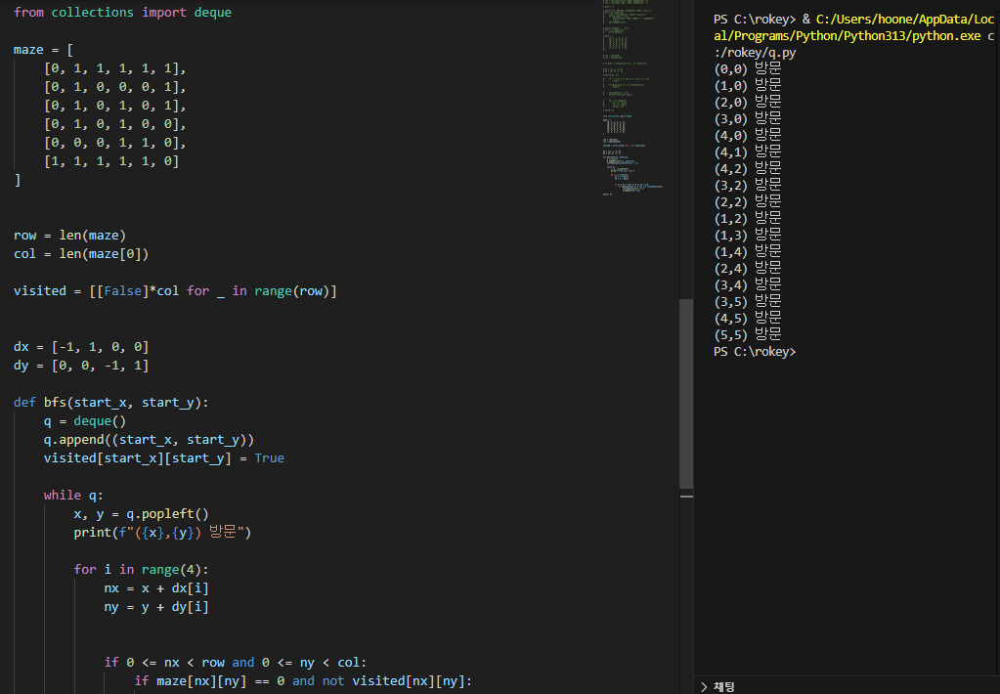 from collections import deque
maze = [
    [0, 1, 1, 1, 1, 1],
    [0, 1, 0, 0, 0, 1],
    [0, 1, 0, 1, 0, 1],
    [0, 1, 0, 1, 0, 0],
    [0, 0, 0, 1, 1, 0],
    [1, 1, 1, 1, 1, 0]
]
row = len(maze)
col = len(maze[0])
visited = [[False]*col for _ in range(row)]
dx = [-1, 1, 0, 0]
dy = [0, 0, -1, 1]
def bfs(start_x, start_y):
    q = deque()
    q.append((start_x, start_y))
    visited[start_x][start_y] = True
    while q:
        x, y = q.popleft()
        print(f"({x},{y}) 방문")
        for i in range(4):
            nx = x + dx[i]
            ny = y + dy[i]
            if 0 <= nx < row and 0 <= ny < col:
                if maze[nx][ny] == 0 and not visited[nx][ny]:
PS C:\rokey> & C:/Users/hoone/AppData/Loc
al/Programs/Python/Python313/python.exe c
:/rokey/q.py
(0,0) 방문
(1,0) 방문
(2,0) 방문
(3,0) 방문
(4,0) 방문
(4,1) 방문
(4,2) 방문
(3,2) 방문
(2,2) 방문
(1,2) 방문
(1,3) 방문
(1,4) 방문
(2,4) 방문
(3,4) 방문
(3,5) 방문
(4,5) 방문
(5,5) 방문
PS C:\rokey>
> 채팅